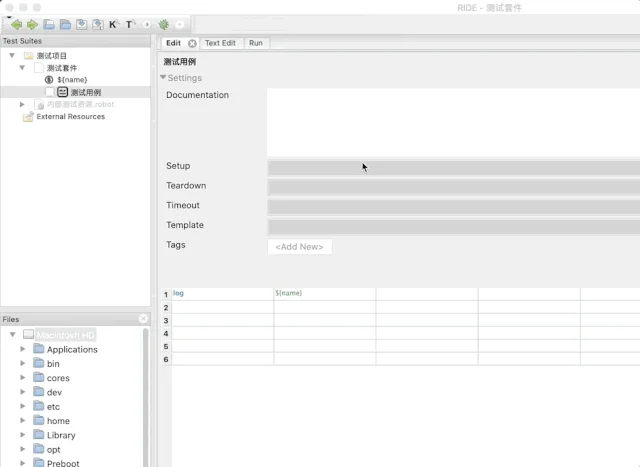 RIDE - 测试套件
K T
Test Suites
测试项目
测试套件
${name}
测试用例
内部测试资源.robot
External Resources
Files
Macintosh HD
Applications
bin
cores
dev
etc
home
Library
opt
Preboot
Edit Text Edit Run
测试用例
Settings
Documentation
Setup
Teardown
Timeout
Template
Tags <Add New>
1 log ${name}
2
3
4
5
6